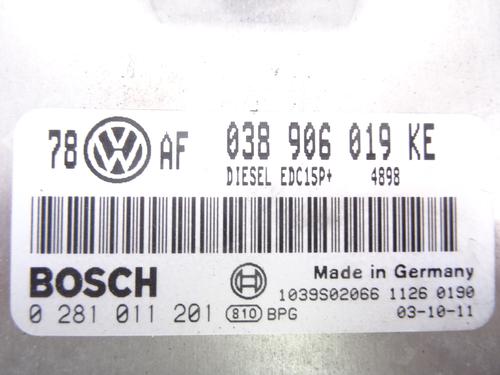 78 VW AF 038 906 019 KE
DIESEL EDC15P+ 4898
BOSCH Made in Germany
1039S02066 1126 0190
0 281 011 201 810 BPG 03-10-11